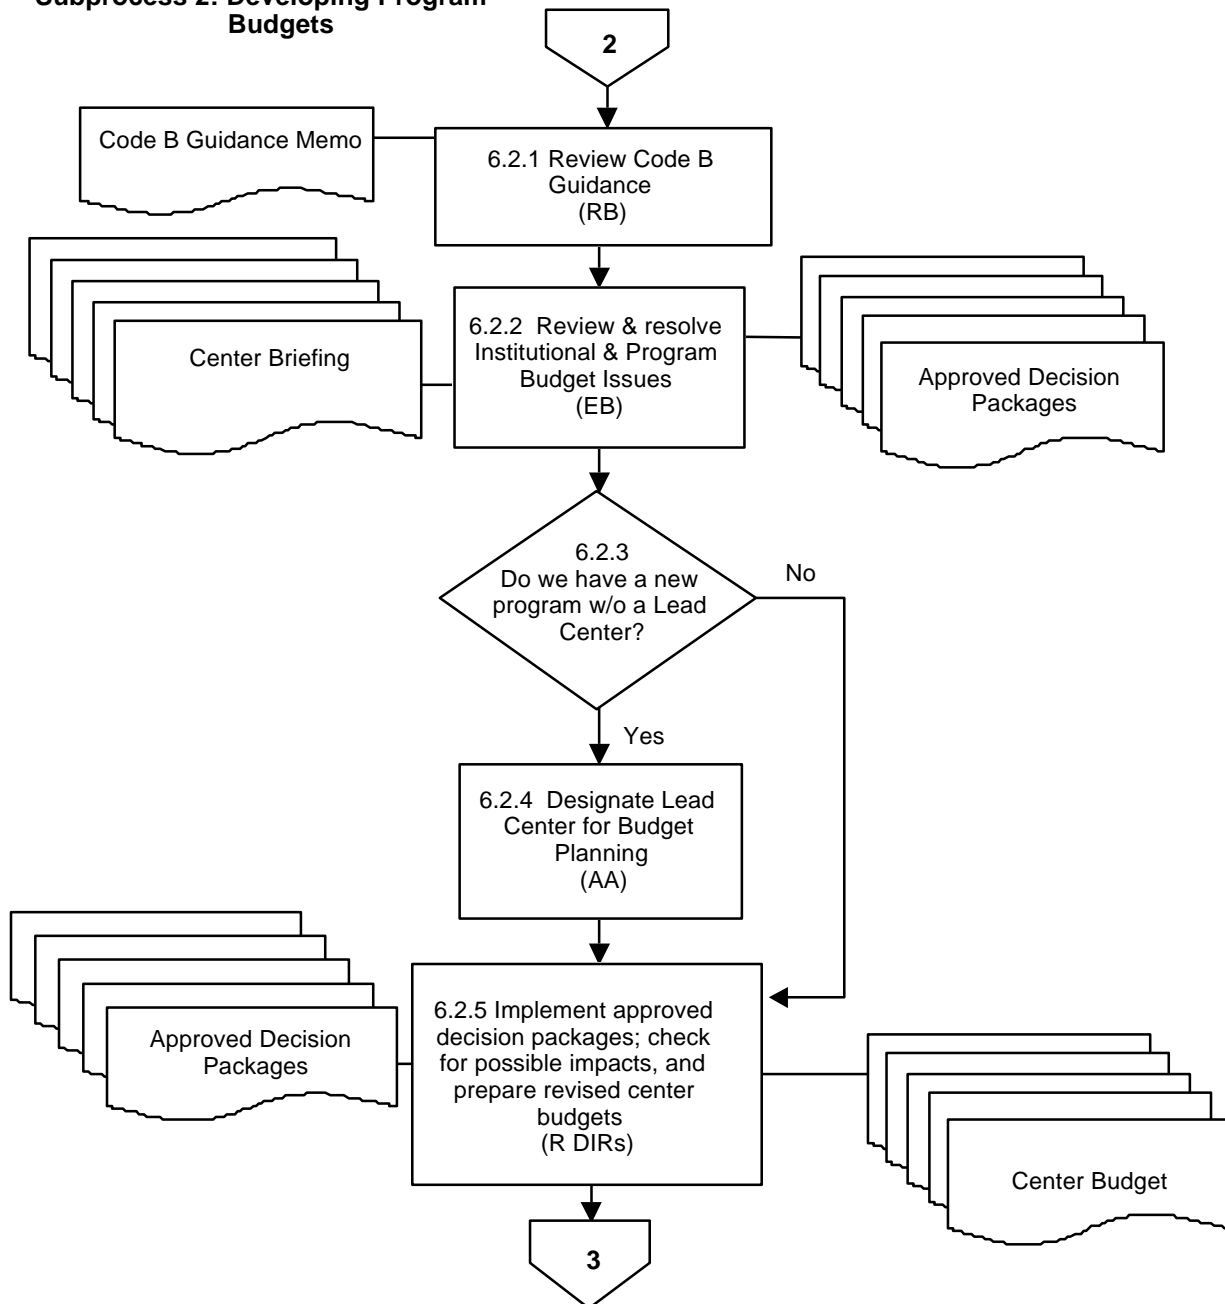 Subprocess 2: Developing Program
Budgets
2
Code B Guidance Memo
6.2.1 Review Code B
Guidance
(RB)
Center Briefing
6.2.2  Review & resolve
Institutional & Program
Budget Issues
(EB)
Approved Decision
Packages
6.2.3
Do we have a new
program w/o a Lead
Center?
No
Yes
6.2.4  Designate Lead
Center for Budget
Planning
(AA)
Approved Decision
Packages
6.2.5 Implement approved
decision packages; check
for possible impacts, and
prepare revised center
budgets
(R DIRs)
Center Budget
3